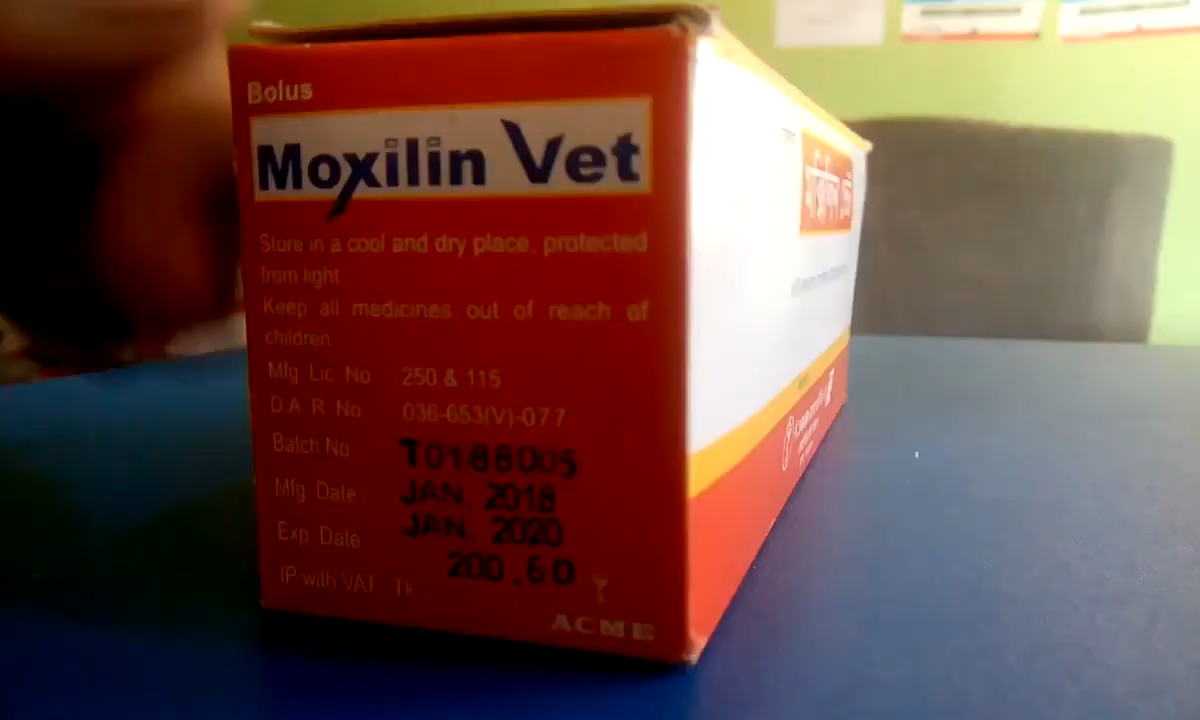 Bolus
Moxilin Vet
Store in a cool and dry place, protected
from light
Keep all medicines out of reach of
children
Mfg Lic No 250 & 115
D A R No 036-653(V)-077
Batch No T0188005
Mfg Date JAN. 2018
Exp Date JAN. 2020
IP with VAT Tk 200.60
ACME